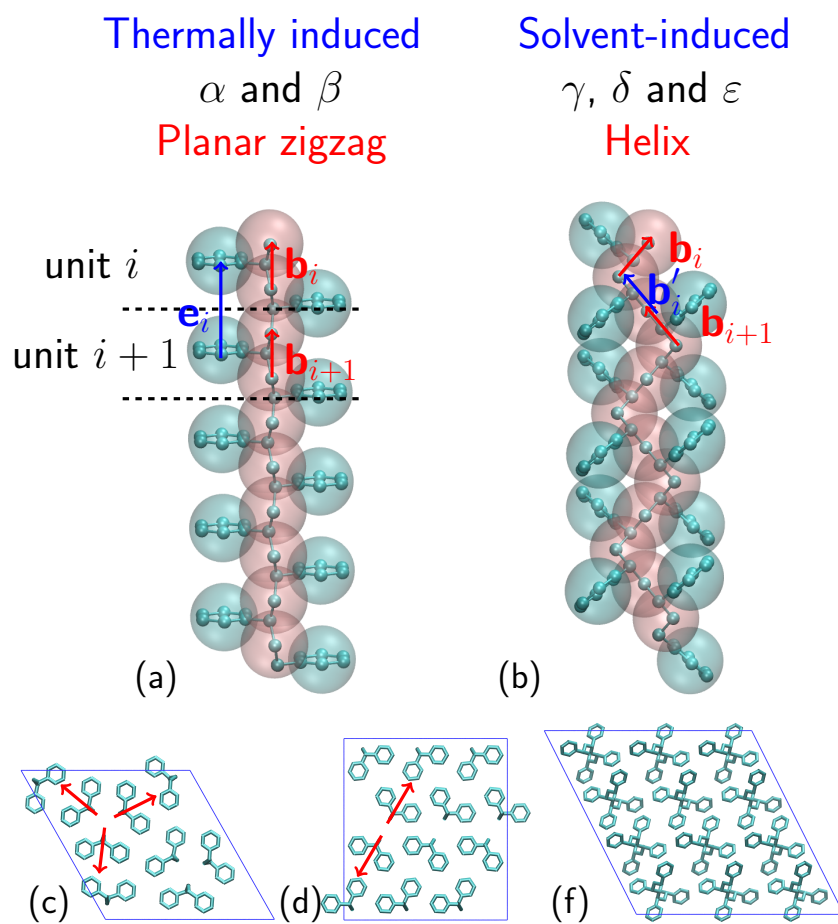 Thermally induced
Solvent-induced
α and β
γ, δ and ε
Planar zigzag
Helix
unit i
b_i
e_i
unit i + 1
b_{i+1}
b_i
b'_i
b_{i+1}
(a)
(b)
(c)
(d)
(f)